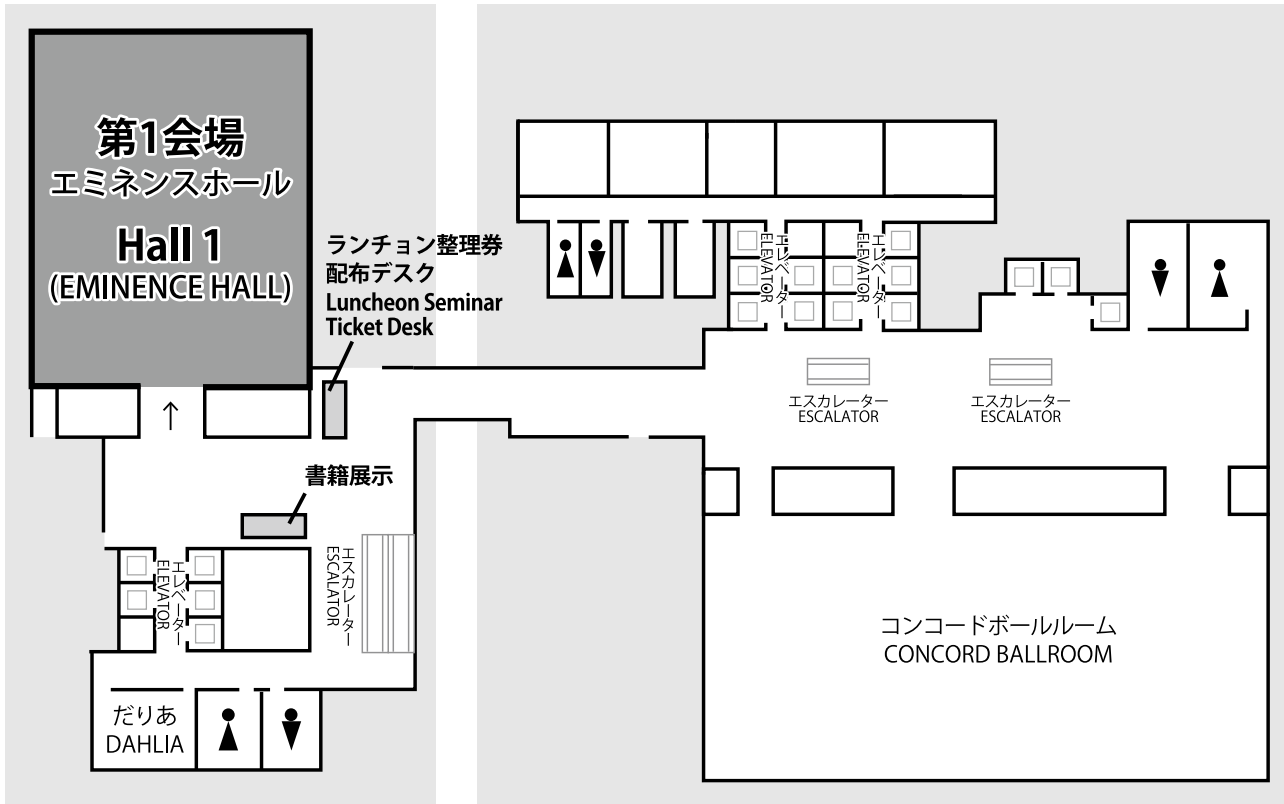 第1会場
エミネンスホール
Hall 1
(EMINENCE HALL)
ランチョン整理券
配布デスク
Luncheon Seminar
Ticket Desk
エレベーター
ELEVATOR
エレベーター
ELEVATOR
エスカレーター
ESCALATOR
エスカレーター
ESCALATOR
書籍展示
エレベーター
ELEVATOR
エスカレーター
ESCALATOR
コンコードボールルーム
CONCORD BALLROOM
だりあ
DAHLIA